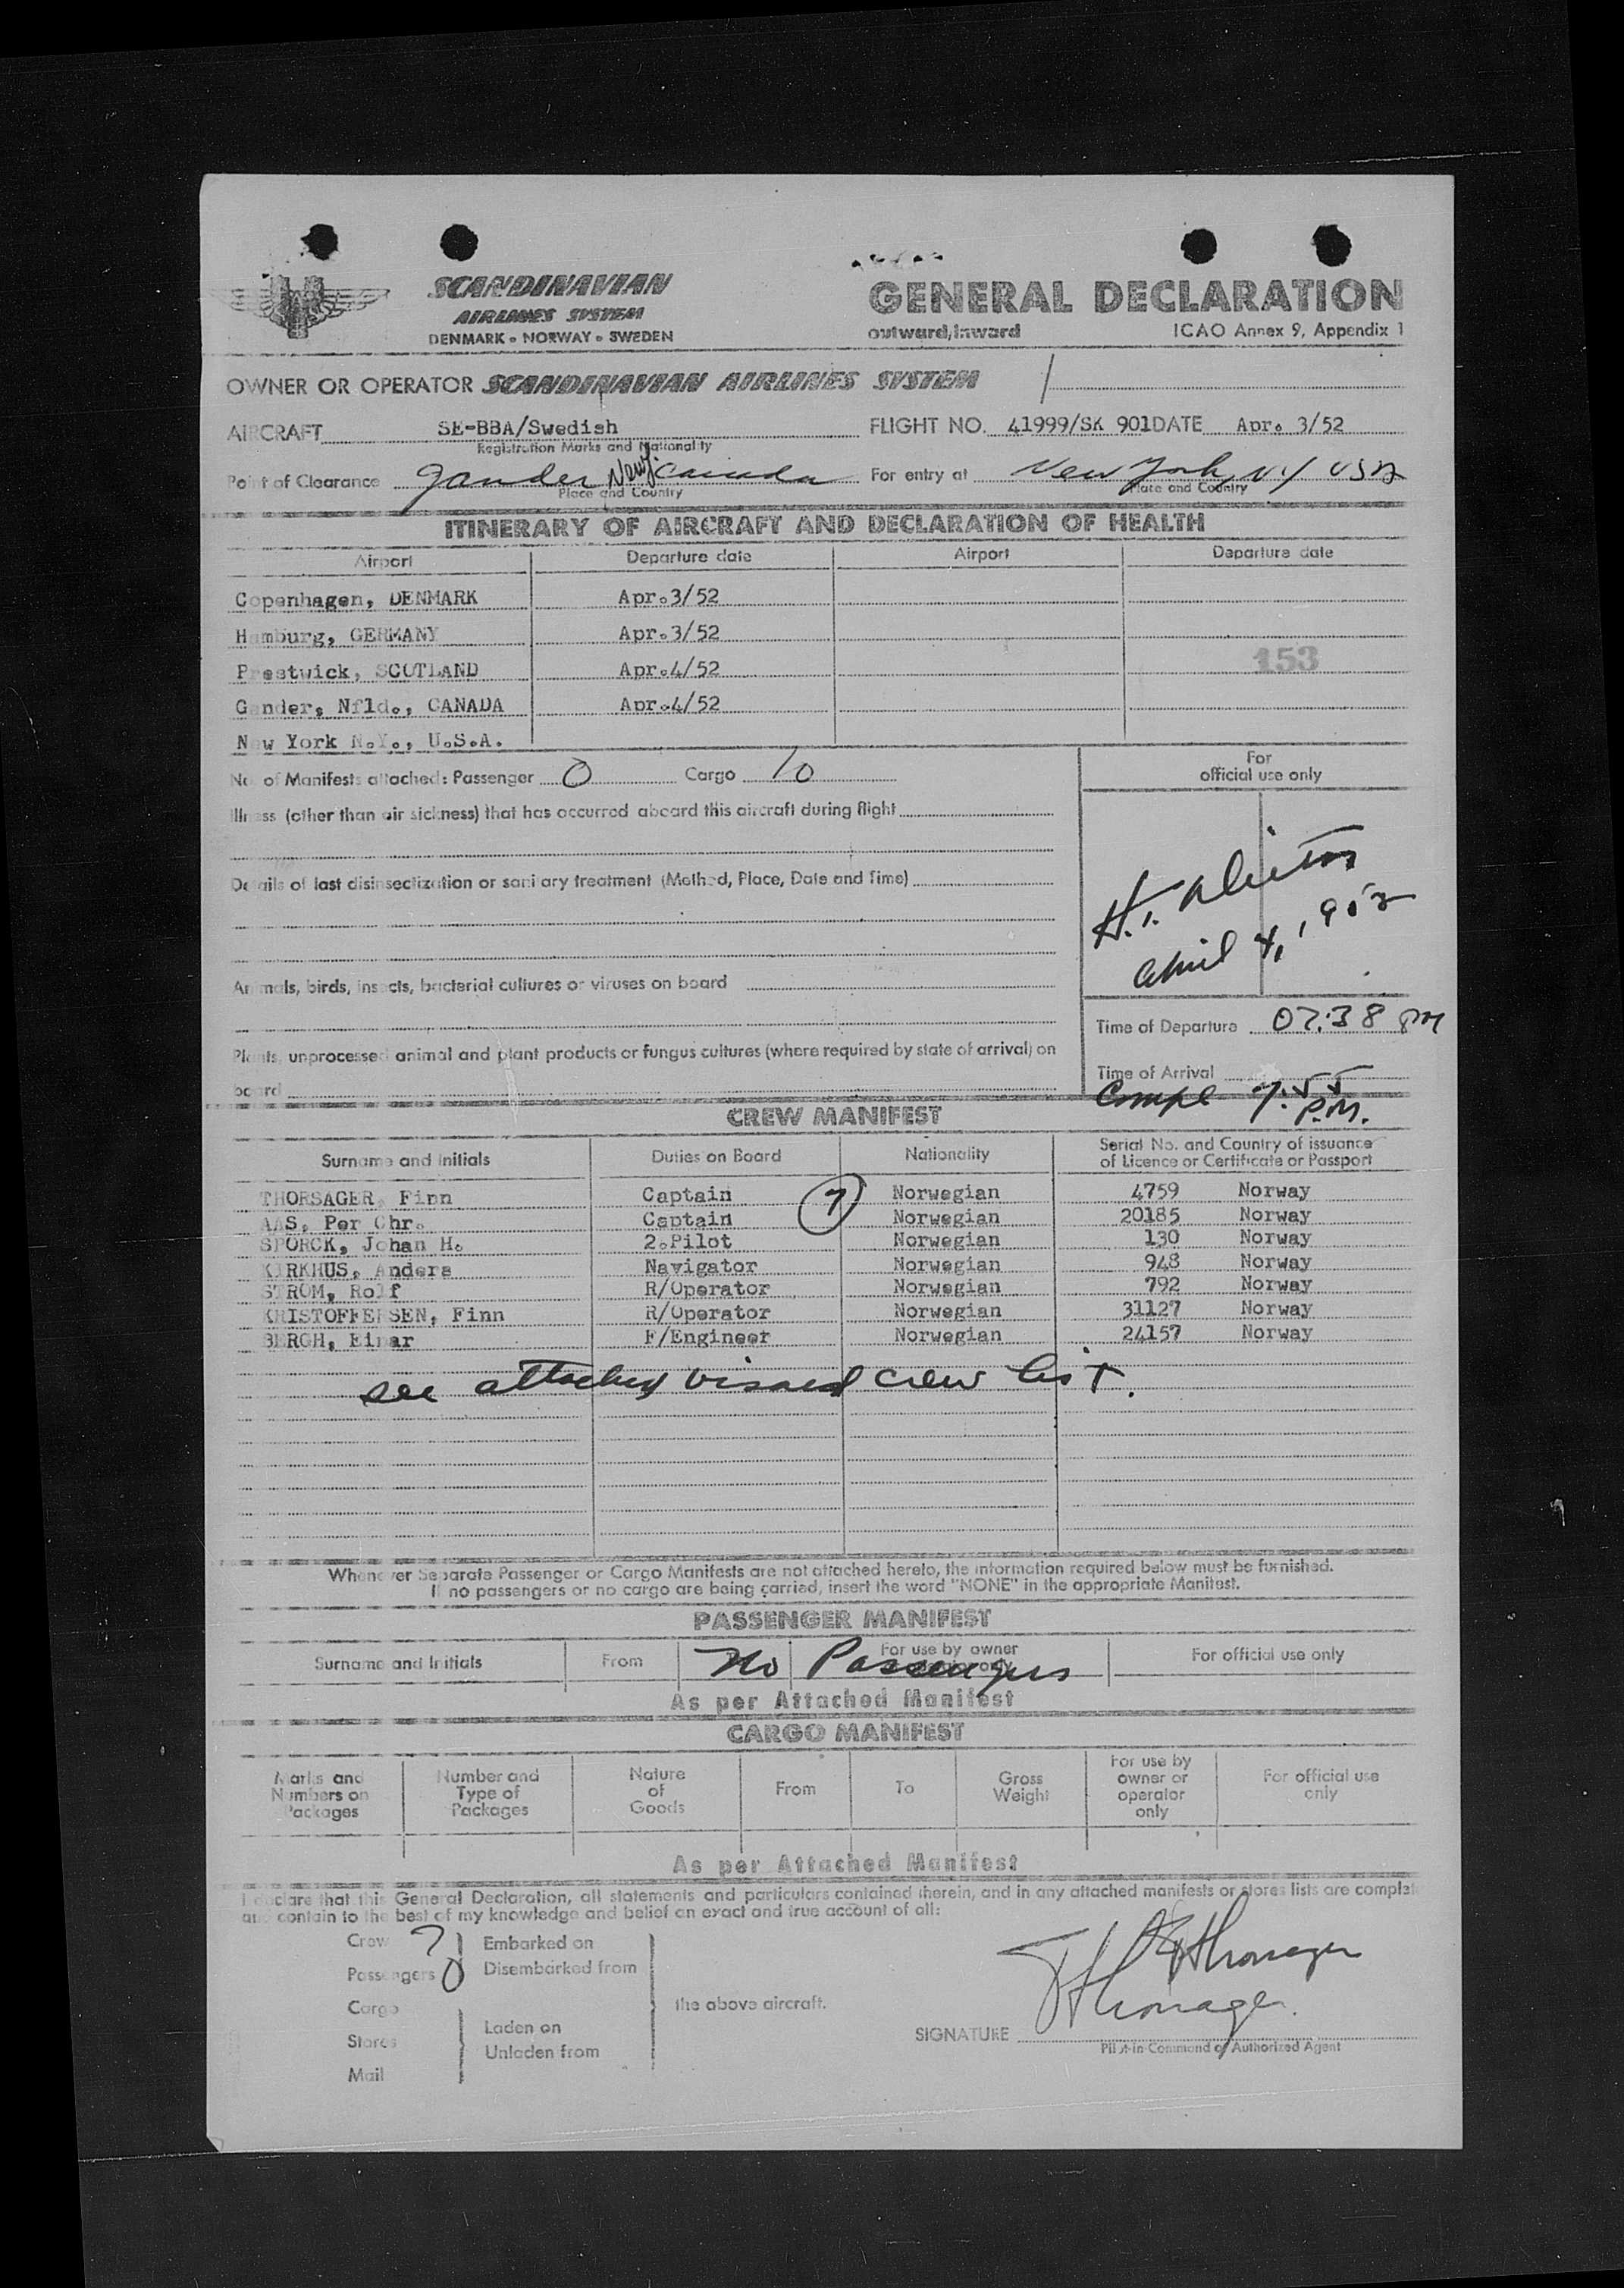 SCANDINAVIAN
AIRLINES SYSTEM
DENMARK • NORWAY • SWEDEN
GENERAL DECLARATION
outward/inward ICAO Annex 9, Appendix 1
OWNER OR OPERATOR SCANDINAVIAN AIRLINES SYSTEM
AIRCRAFT SE-BBA/Swedish FLIGHT NO. 41999/SK 901 DATE Apr. 3/52
Registration Marks and Nationality
Point of Clearance Gander Newf Canada For entry at New York, N.Y USA
Place and Country Place and Country
ITINERARY OF AIRCRAFT AND DECLARATION OF HEALTH
Airport Departure date Airport Departure date
Copenhagen, DENMARK Apr.3/52
Hamburg, GERMANY Apr.3/52
Prestwick, SCOTLAND Apr.4/52 153
Gander, Nfld., CANADA Apr.4/52
New York N.Y., U.S.A.
No. of Manifests attached: Passenger 0 Cargo 10
For
official use only
Illness (other than air sickness) that has occurred aboard this aircraft during flight
Details of last disinsectization or sanitary treatment (Method, Place, Date and Time)
April 4, 1952
Animals, birds, insects, bacterial cultures or viruses on board
Time of Departure 07:38 PM
Plants, unprocessed animal and plant products or fungus cultures (where required by state of arrival) on
board
Time of Arrival
Compl 7.55 P.M.
CREW MANIFEST
Surname and Initials Duties on Board Nationality Serial No. and Country of issuance
of Licence or Certificate or Passport
THORSAGER, Finn Captain 7 Norwegian 4759 Norway
AAS, Per Chr. Captain Norwegian 20185 Norway
SPORCK, Johan H. 2.Pilot Norwegian 130 Norway
KIRKHUS, Anders Navigator Norwegian 948 Norway
STROM, Rolf R/Operator Norwegian 792 Norway
KRISTOFFERSEN, Finn R/Operator Norwegian 31127 Norway
BERGH, Einar F/Engineer Norwegian 24157 Norway
see attached visaed crew list.
Whenever Separate Passenger or Cargo Manifests are not attached hereto, the information required below must be furnished.
If no passengers or no cargo are being carried, insert the word "NONE" in the appropriate Manifest.
PASSENGER MANIFEST
Surname and Initials From For use by owner For official use only
No Passengers
As per Attached Manifest
CARGO MANIFEST
Marks and Numbers on Packages Number and Type of Packages Nature of Goods From To Gross Weight For use by owner or operator only For official use only
As per Attached Manifest
I declare that this General Declaration, all statements and particulars contained therein, and in any attached manifests or stores lists are complete
and contain to the best of my knowledge and belief an exact and true account of all:
Crew 7 Embarked on
Passengers 0 Disembarked from
Cargo the above aircraft.
Stores Laden on
Unladen from
Mail
SIGNATURE FThorsager
Pilot-in-Command or Authorized Agent